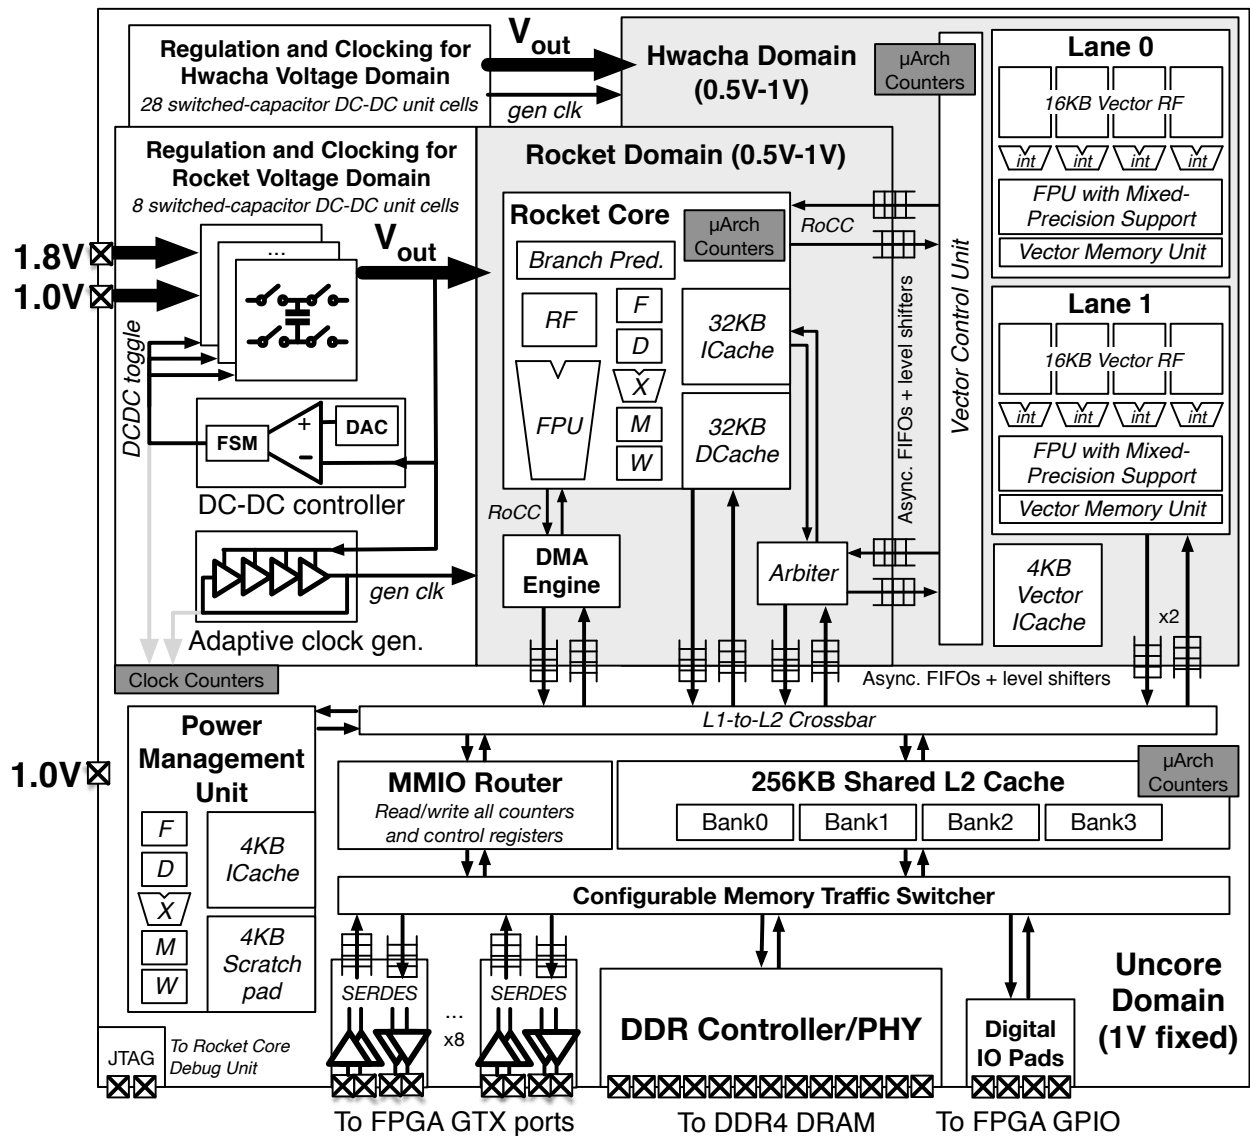 Regulation and Clocking for
Hwacha Voltage Domain
28 switched-capacitor DC-DC unit cells
Vout
gen clk
Hwacha Domain
(0.5V-1V)
µArch
Counters
Vector Control Unit
Lane 0
16KB Vector RF
int
int
int
int
FPU with Mixed-
Precision Support
Vector Memory Unit
Lane 1
16KB Vector RF
int
int
int
int
FPU with Mixed-
Precision Support
Vector Memory Unit
4KB
Vector
ICache
x2
Regulation and Clocking for
Rocket Voltage Domain
8 switched-capacitor DC-DC unit cells
1.8V
1.0V
...
Vout
DCDC toggle
FSM
+
−
DAC
DC-DC controller
gen clk
Adaptive clock gen.
Clock Counters
Rocket Domain (0.5V-1V)
Rocket Core
µArch
Counters
Branch Pred.
RF
FPU
F
D
X
M
W
32KB
ICache
32KB
DCache
RoCC
RoCC
DMA
Engine
Arbiter
Async. FIFOs + level shifters
Async. FIFOs + level shifters
L1-to-L2 Crossbar
1.0V
Power
Management
Unit
F
D
X
M
W
4KB
ICache
4KB
Scratch
pad
MMIO Router
Read/write all counters
and control registers
256KB Shared L2 Cache
µArch
Counters
Bank0
Bank1
Bank2
Bank3
Configurable Memory Traffic Switcher
SERDES
...
x8
SERDES
DDR Controller/PHY
Digital
IO Pads
Uncore
Domain
(1V fixed)
JTAG
To Rocket Core
Debug Unit
To FPGA GTX ports
To DDR4 DRAM
To FPGA GPIO